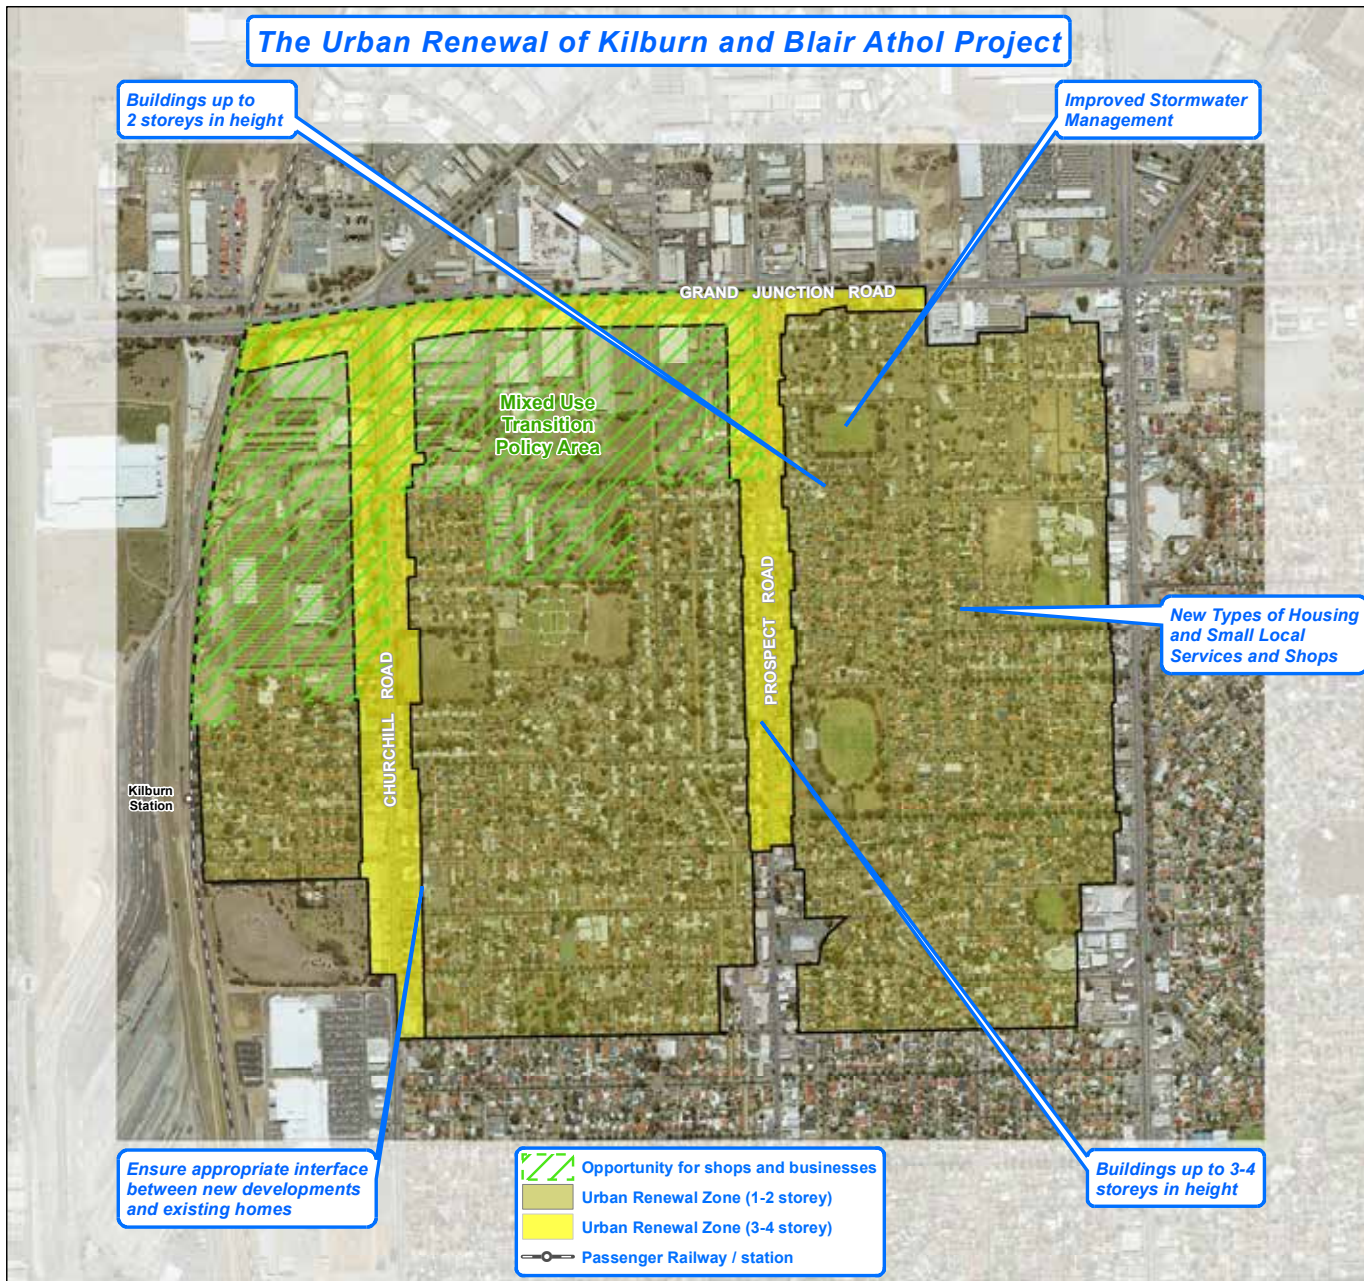 The Urban Renewal of Kilburn and Blair Athol Project
Buildings up to
2 storeys in height
Improved Stormwater
Management
GRAND JUNCTION ROAD
Mixed Use
Transition
Policy Area
PROSPECT ROAD
New Types of Housing
and Small Local
Services and Shops
CHURCHILL ROAD
Kilburn
Station
Ensure appropriate interface
between new developments
and existing homes
Buildings up to 3-4
storeys in height
Opportunity for shops and businesses
Urban Renewal Zone (1-2 storey)
Urban Renewal Zone (3-4 storey)
Passenger Railway / station